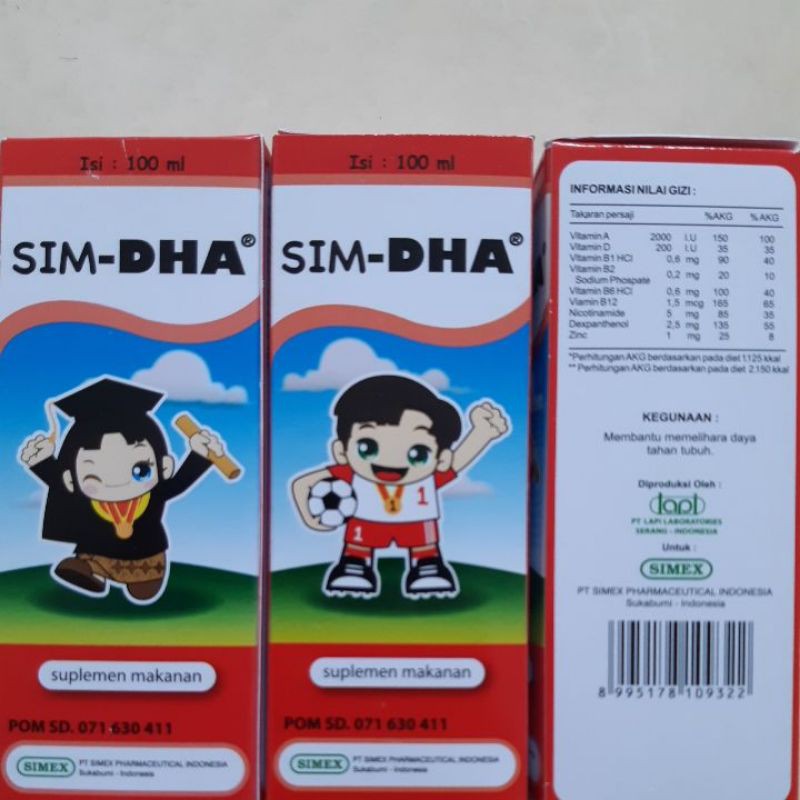 Isi : 100 ml
SIM-DHA®
suplemen makanan
POM SD. 071 630 411
SIMEX
PT SIMEX PHARMACEUTICAL INDONESIA
Sukabumi - Indonesia
Isi : 100 ml
SIM-DHA®
1
1
1
suplemen makanan
POM SD. 071 630 411
SIMEX
PT SIMEX PHARMACEUTICAL INDONESIA
Sukabumi - Indonesia
INFORMASI NILAI GIZI :
Takaran persaji %AKG %AKG
Vitamin A 2000 I.U 150 100
Vitamin D 200 I.U 35 35
Vitamin B1 HCl 0,6 mg 90 40
Vitamin B2
Sodium Phospate 0,2 mg 20 10
Vitamin B6 HCl 0,6 mg 100 40
Viamin B12 1,5 mcg 165 65
Nicotinamide 5 mg 85 35
Dexpanthenol 2,5 mg 135 55
Zinc 1 mg 25 8
*Perhitungan AKG berdasarkan pada diet 1.125 kkal
** Perhitungan AKG berdasarkan pada diet 2.150 kkal
KEGUNAAN :
Membantu memelihara daya
tahan tubuh.
Diproduksi Oleh :
lapi
PT LAPI LABORATORIES
SERANG - INDONESIA
Untuk :
SIMEX
PT SIMEX PHARMACEUTICAL INDONESIA
Sukabumi - Indonesia
8 995178 109322